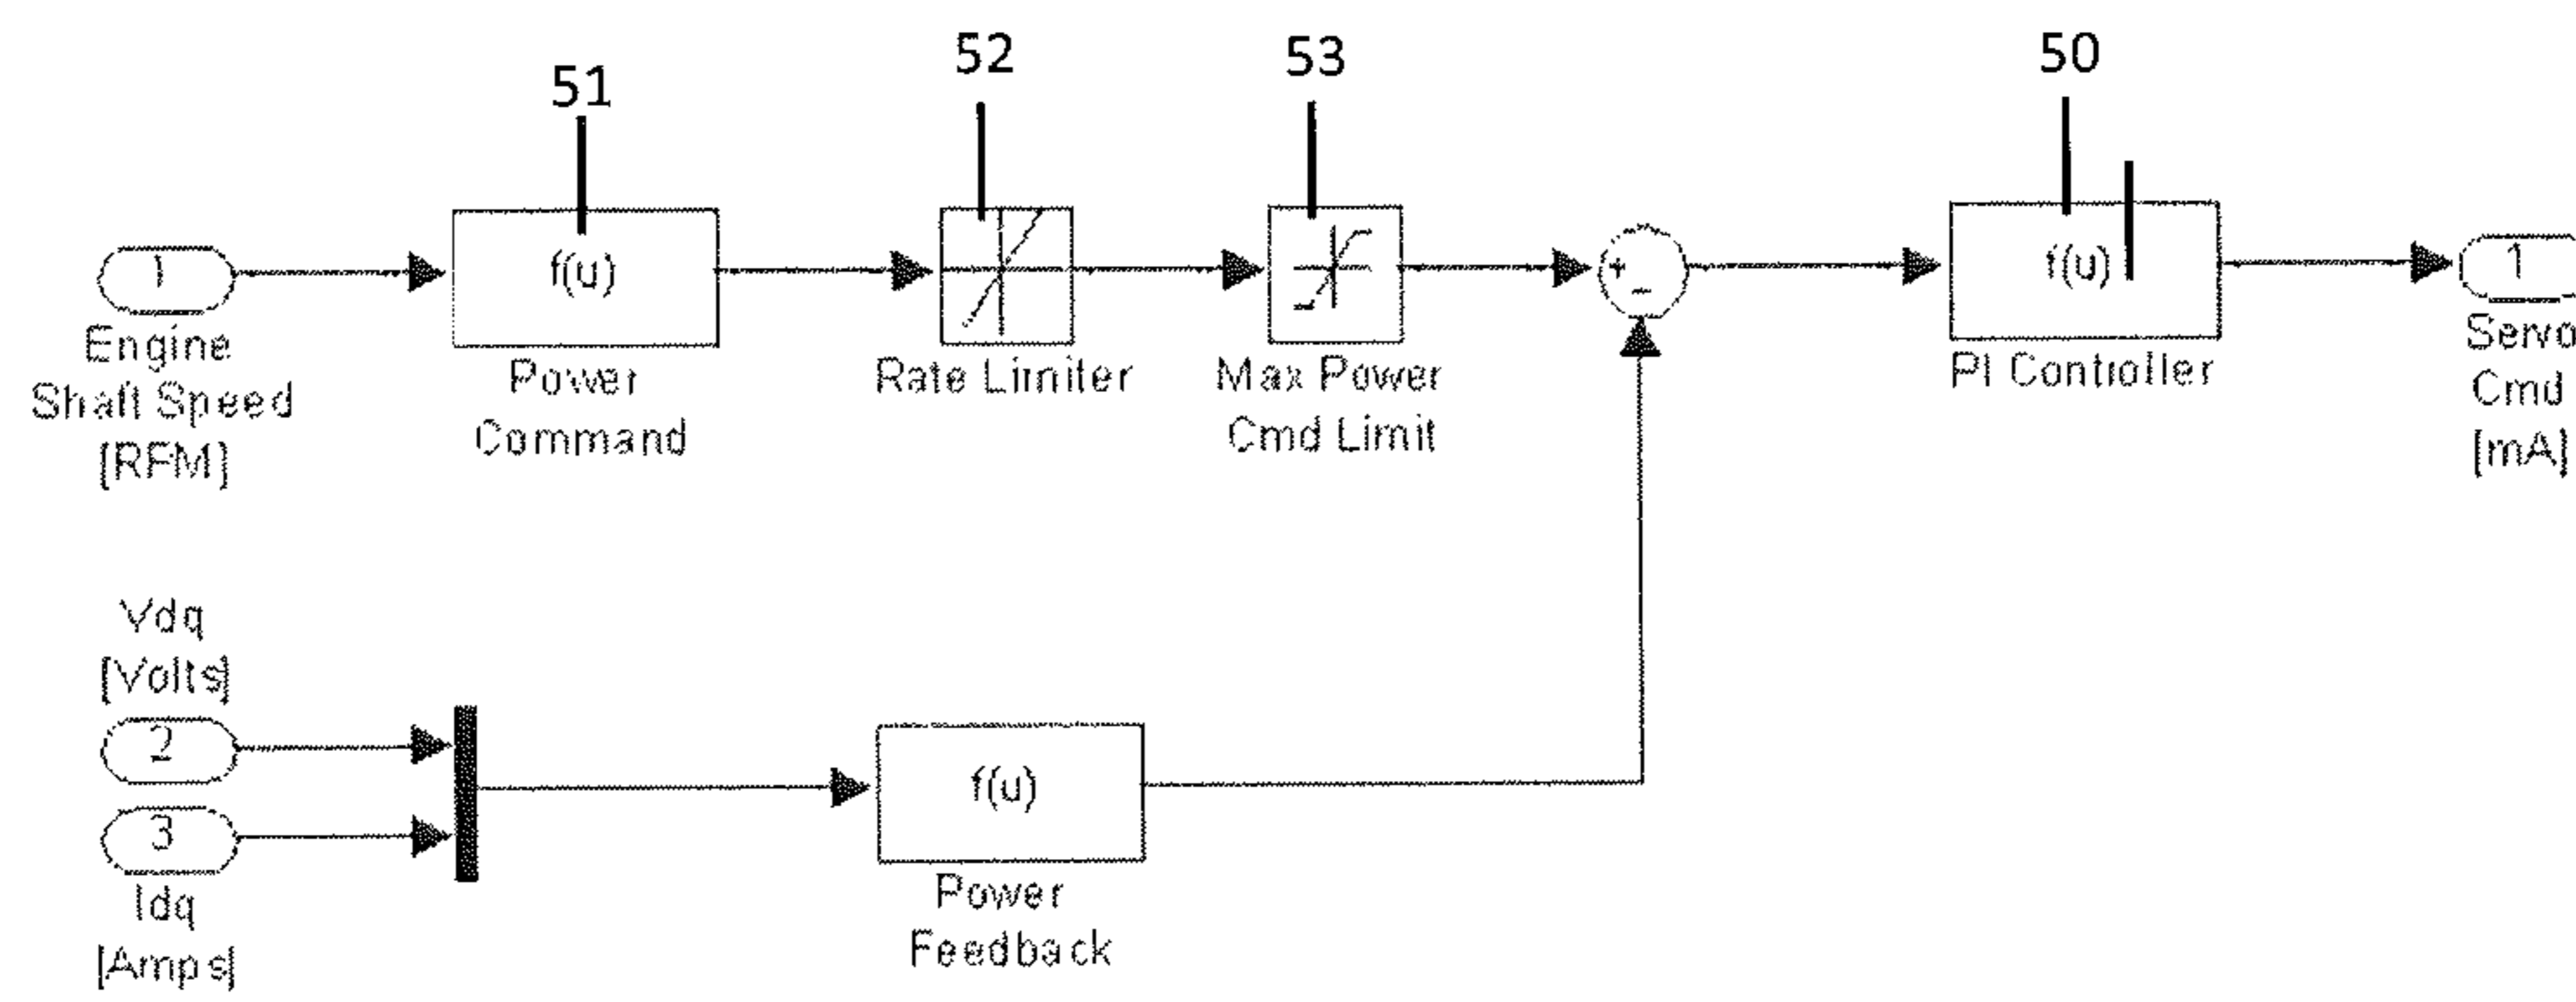 51
52
53
50
1
f(u)
+
−
f(u)
1
Engine
Shaft Speed
[RPM]
Power
Command
Rate Limiter
Max Power
Cmd Limit
PI Controller
Servo
Cmd
[mA]
Vdq
[Volts]
2
3
Idq
[Amps]
f(u)
Power
Feedback